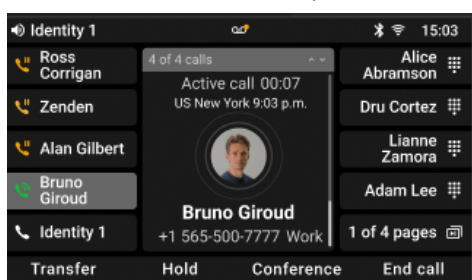 Identity 1
15:03
Ross
Corrigan
Zenden
Alan Gilbert
Bruno
Giroud
Identity 1
4 of 4 calls
Active call 00:07
US New York 9:03 p.m.
Bruno Giroud
+1 565-500-7777 Work
Alice
Abramson
Dru Cortez
Lianne
Zamora
Adam Lee
1 of 4 pages
Transfer
Hold
Conference
End call